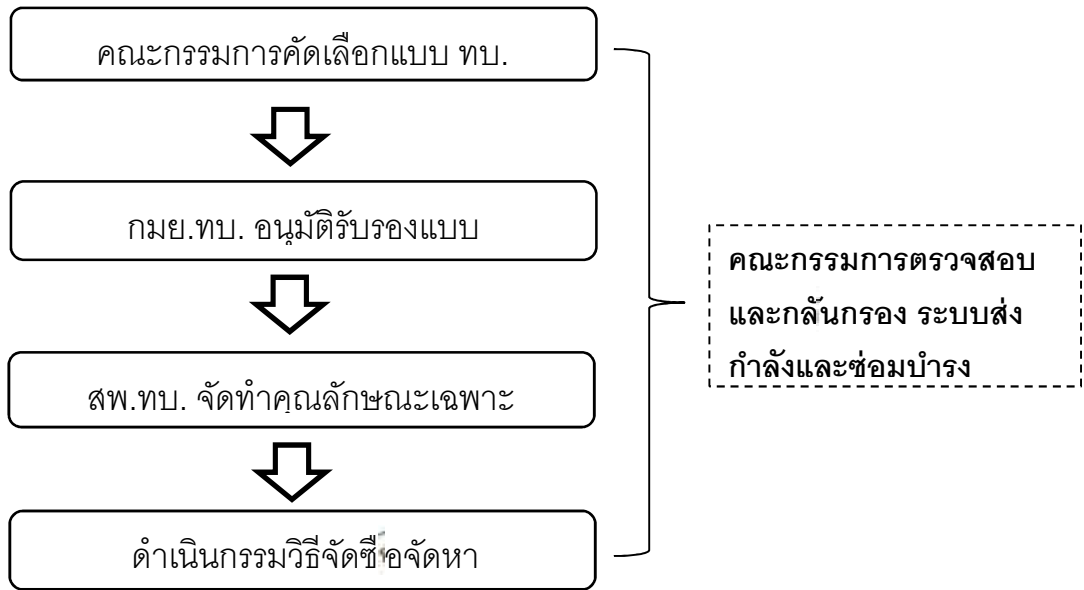 คณะกรรมการคัดเลือกแบบ ทบ.
กมย.ทบ. อนุมัติรับรองแบบ
สพ.ทบ. จัดทำคุณลักษณะเฉพาะ
ดำเนินกรรมวิธีจัดซื้อจัดหา
คณะกรรมการตรวจสอบ
และกลั่นกรอง ระบบส่ง
กำลังและซ่อมบำรุง